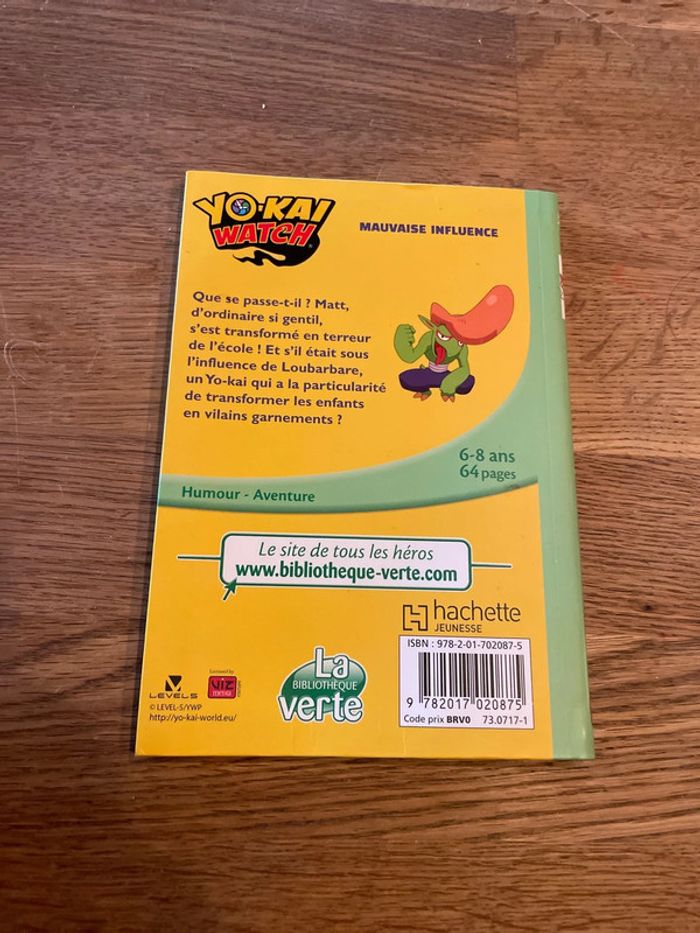 YO-KAI
WATCH
MAUVAISE INFLUENCE
Que se passe-t-il ? Matt,
d'ordinaire si gentil,
s'est transformé en terreur
de l'école ! Et s'il était sous
l'influence de Loubarbare,
un Yo-kai qui a la particularité
de transformer les enfants
en vilains garnements ?
6-8 ans
64 pages
Humour - Aventure
Le site de tous les héros
www.bibliotheque-verte.com
hachette
JEUNESSE
ISBN : 978-2-01-702087-5
9 782017 020875
Code prix BRV0 73.0717-1
La
BIBLIOTHÈQUE
verte
LEVEL5
licensed by
VIZ
media
© LEVEL-5/YWP
http://yo-kai-world.eu/